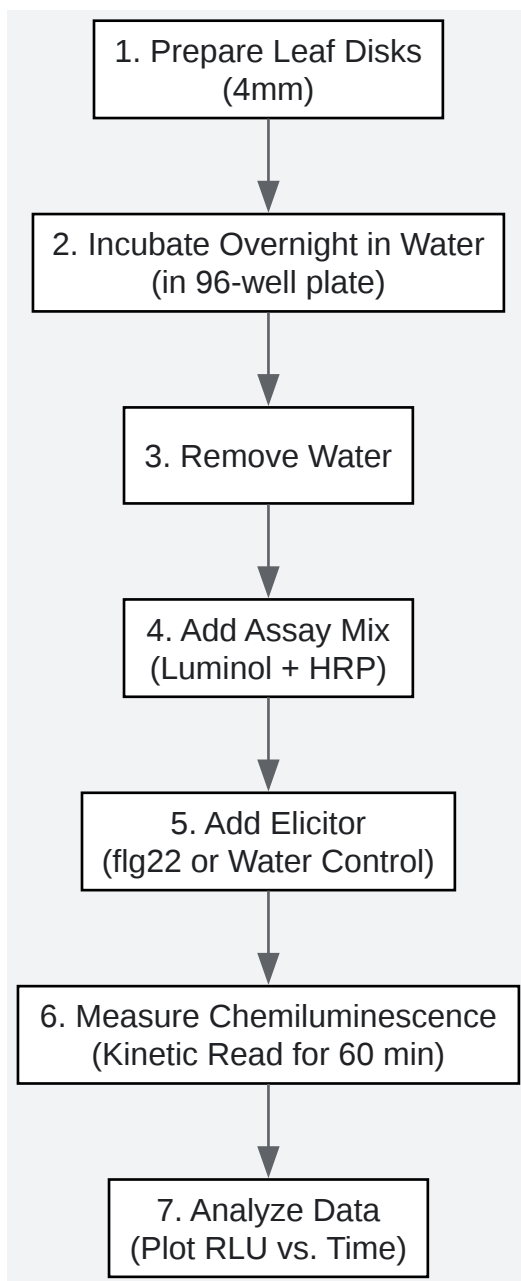 1. Prepare Leaf Disks
(4mm)
2. Incubate Overnight in Water
(in 96-well plate)
3. Remove Water
4. Add Assay Mix
(Luminol + HRP)
5. Add Elicitor
(flg22 or Water Control)
6. Measure Chemiluminescence
(Kinetic Read for 60 min)
7. Analyze Data
(Plot RLU vs. Time)